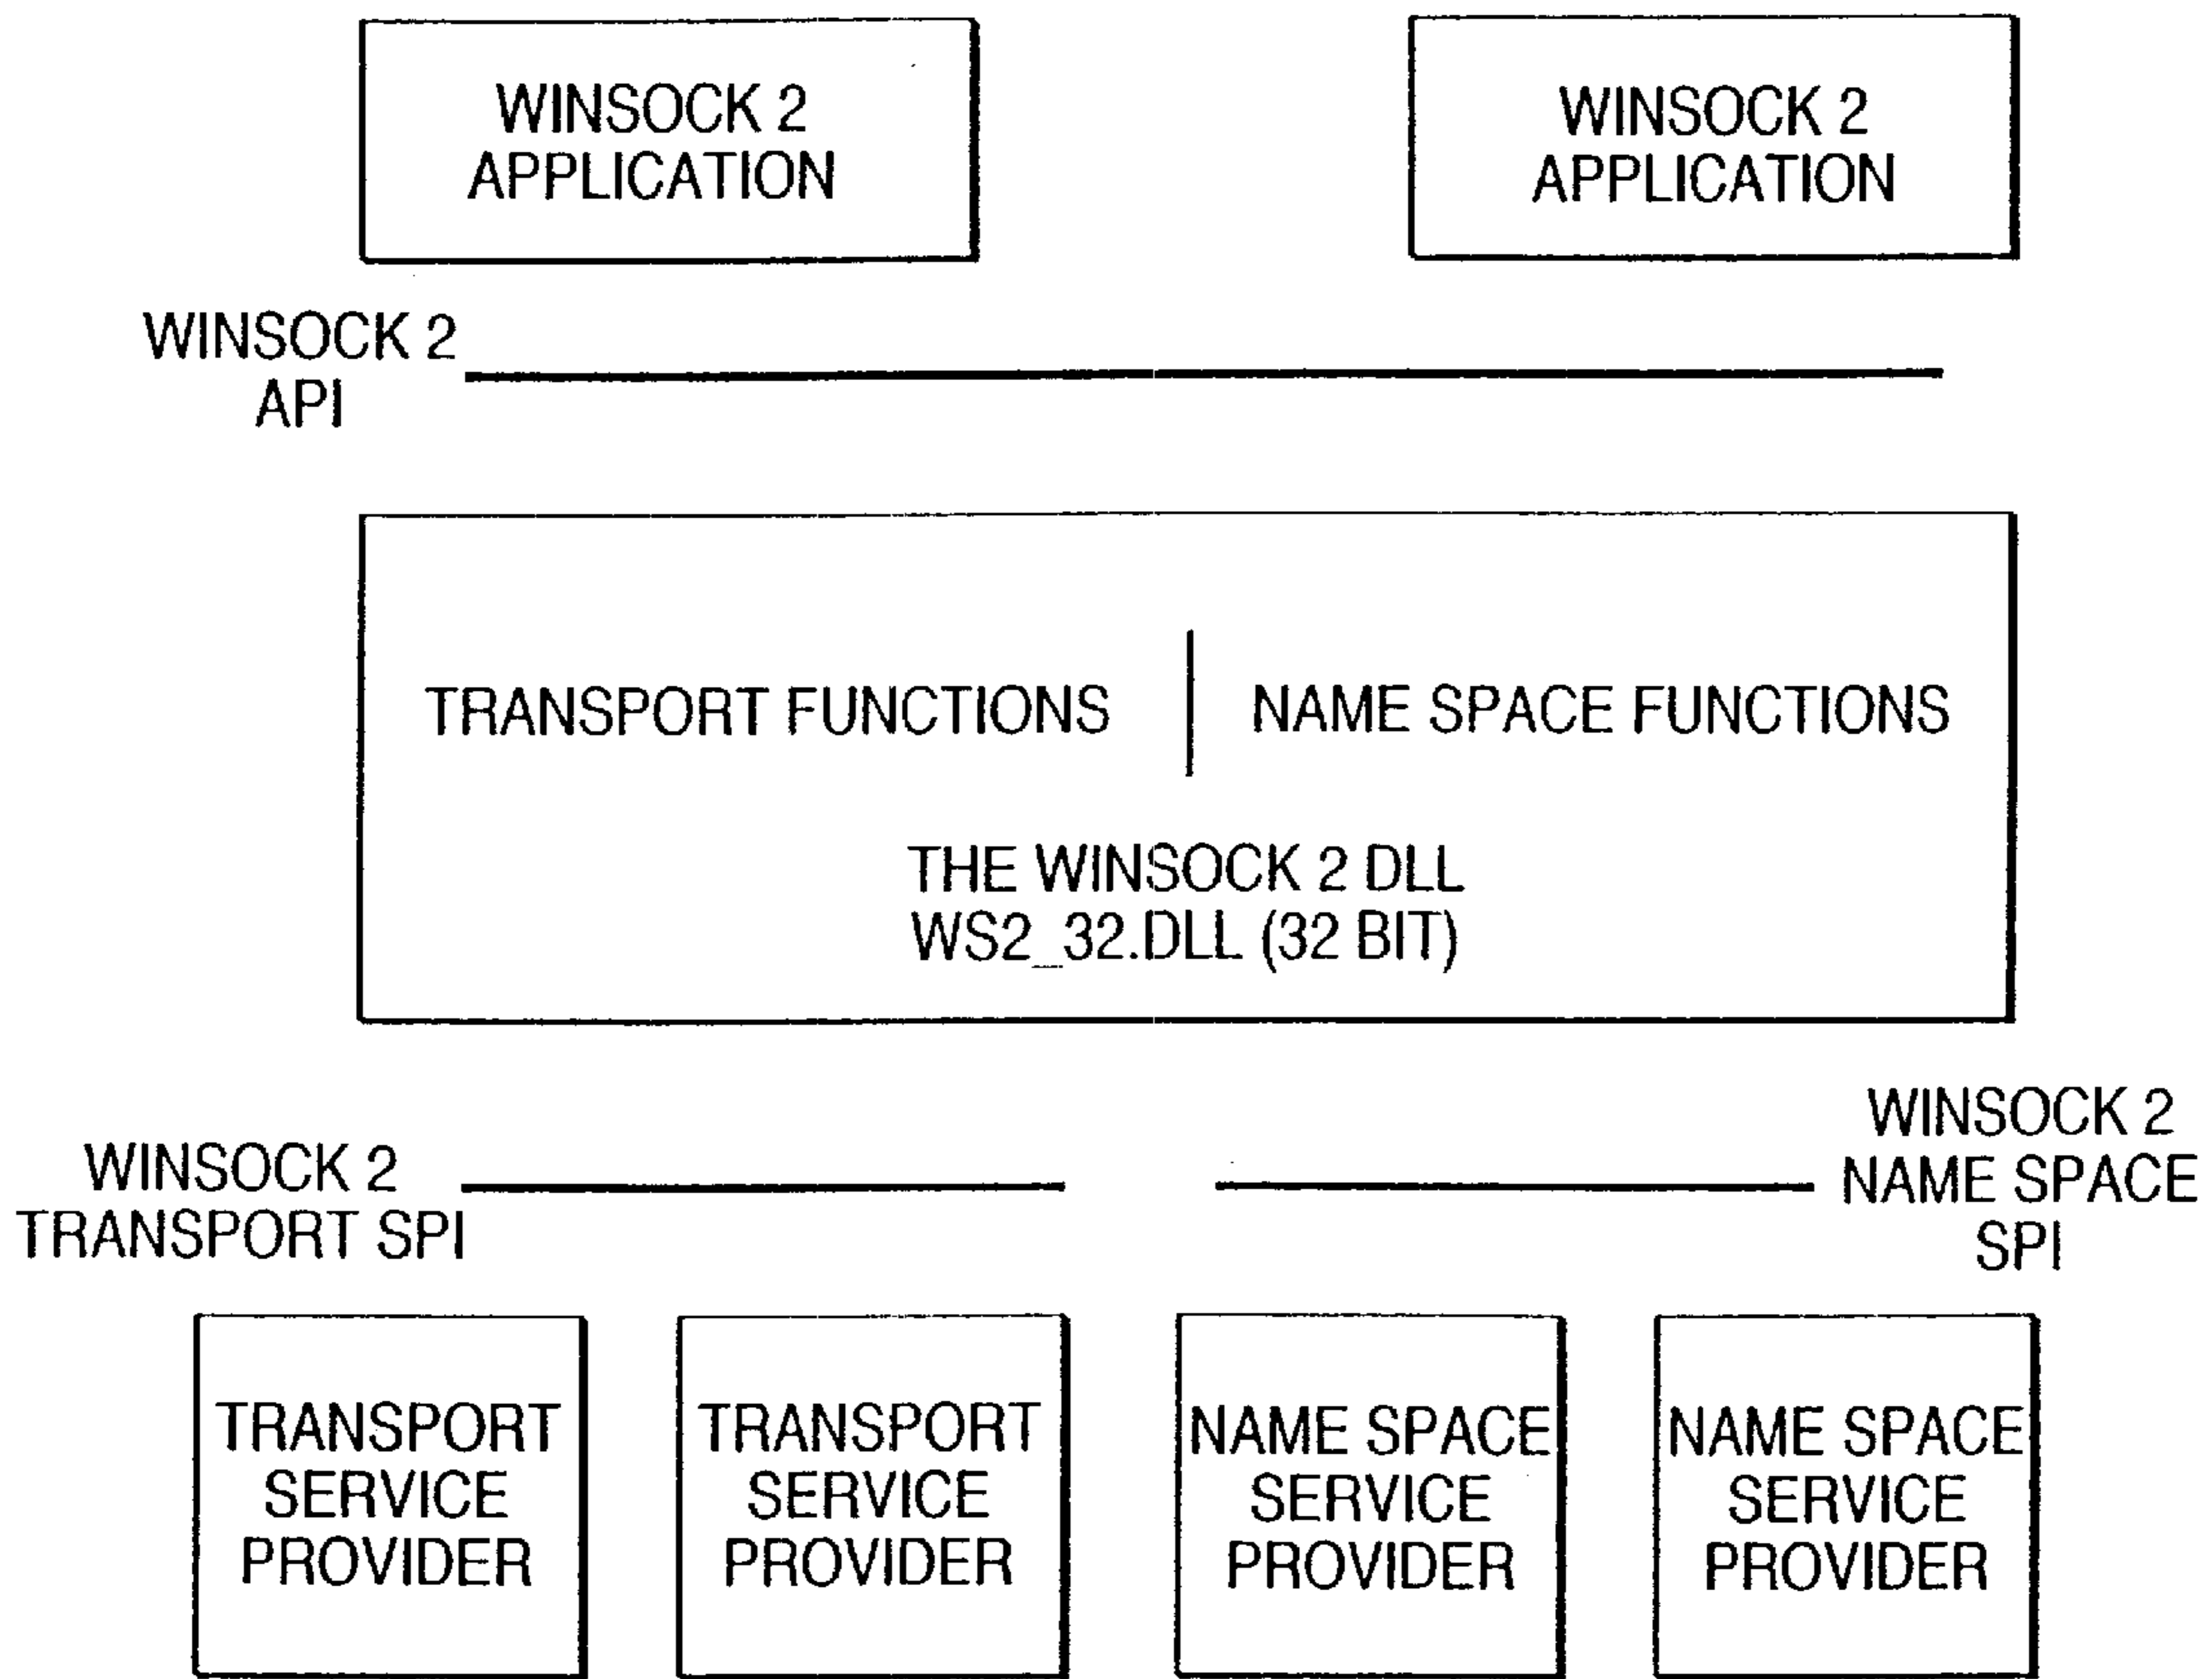 WINSOCK 2
APPLICATION
WINSOCK 2
APPLICATION
WINSOCK 2
API
TRANSPORT FUNCTIONS
NAME SPACE FUNCTIONS
THE WINSOCK 2 DLL
WS2_32.DLL (32 BIT)
WINSOCK 2
TRANSPORT SPI
WINSOCK 2
NAME SPACE
SPI
TRANSPORT
SERVICE
PROVIDER
TRANSPORT
SERVICE
PROVIDER
NAME SPACE
SERVICE
PROVIDER
NAME SPACE
SERVICE
PROVIDER